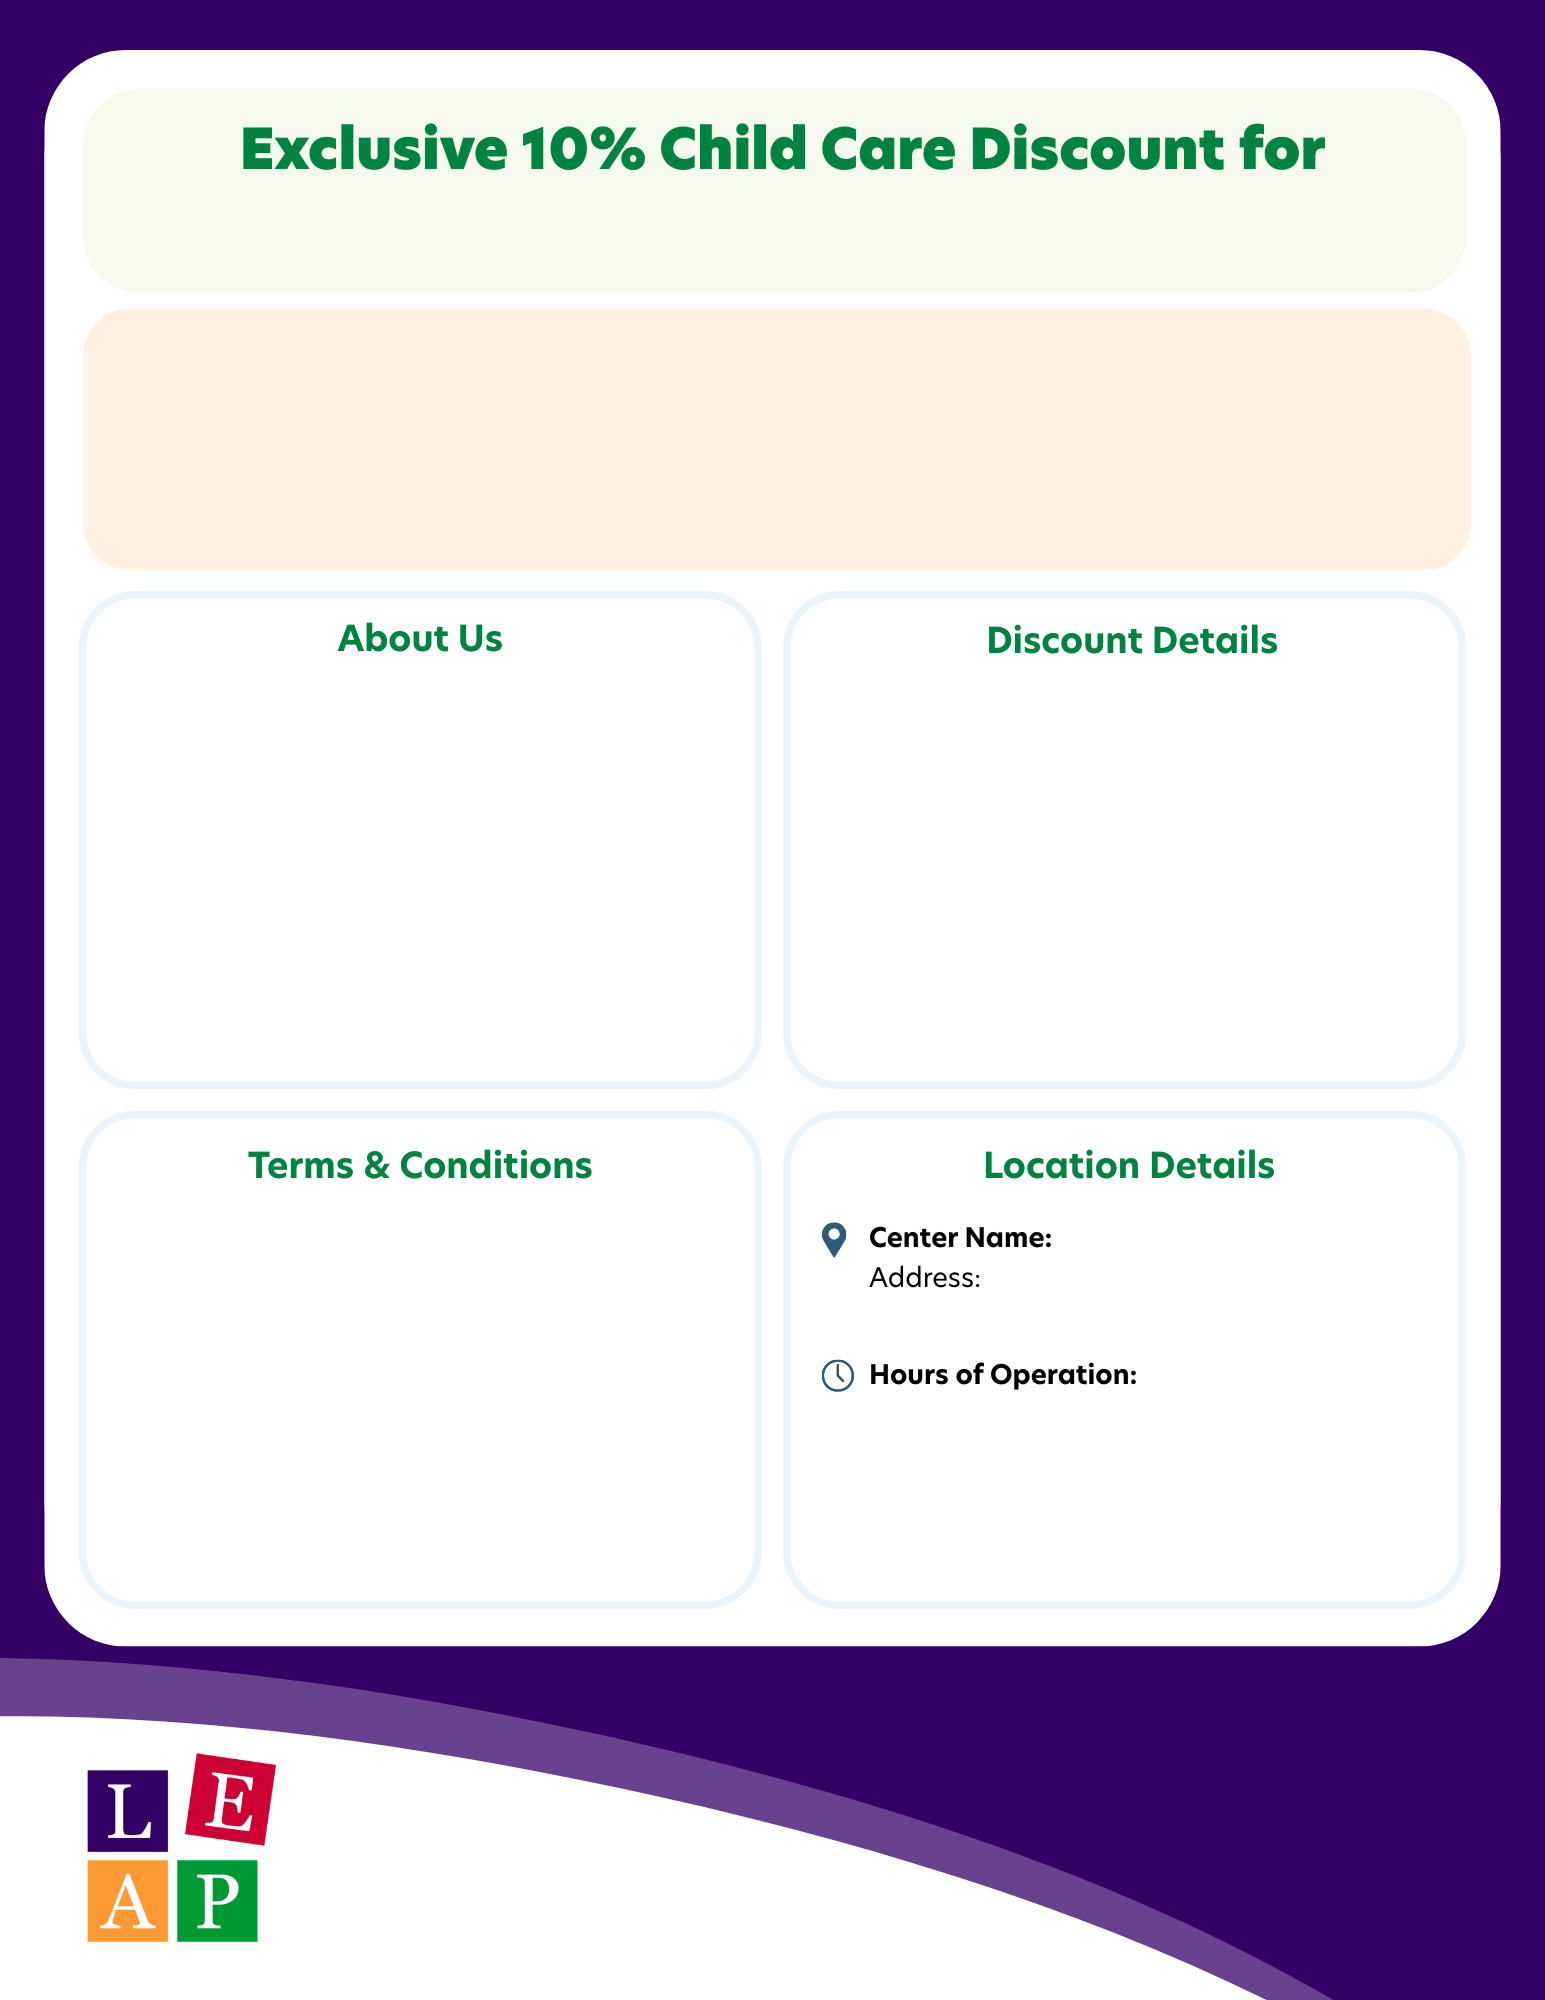 Exclusive 10% Child Care Discount for
About Us
Discount Details
Terms & Conditions
Location Details
Center Name:
Address:
Hours of Operation:
L E
A P